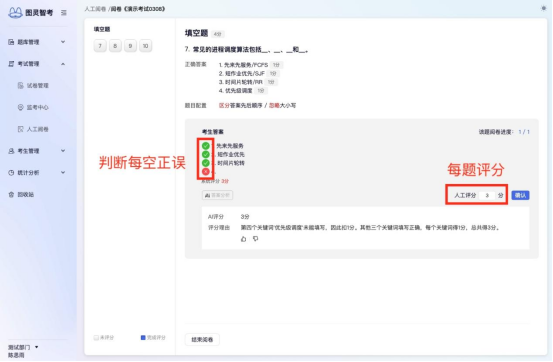 图灵智考
人工阅卷 / 问卷《演示考试0308》
题库管理
考试管理
试卷管理
监考中心
人工阅卷
考生管理
统计分析
回收站
测试部门
陈思雨
填空题
7 8 9 10
未评分
完成评分
填空题 4分
7. 常见的进程调度算法包括__、__、__和__。
正确答案
1. 先来先服务/FCFS 1分
2. 短作业优先/SJF 1分
3. 时间片轮转/RR 1分
4. 优先级调度 1分
题目配置 区分答案先后顺序 / 忽略大小写
考生答案
该题阅卷进度: 1 / 1
先来先服务
短作业优先
时间片轮转
判断每空正误
每题评分
系统评分 3分
人工评分 3 分 确认
AI评分 3分
评分理由 第四个关键词'优先级调度'未能填写，因此扣1分。其他三个关键词填写正确，每个关键词得1分，总共得3分。
结束阅卷